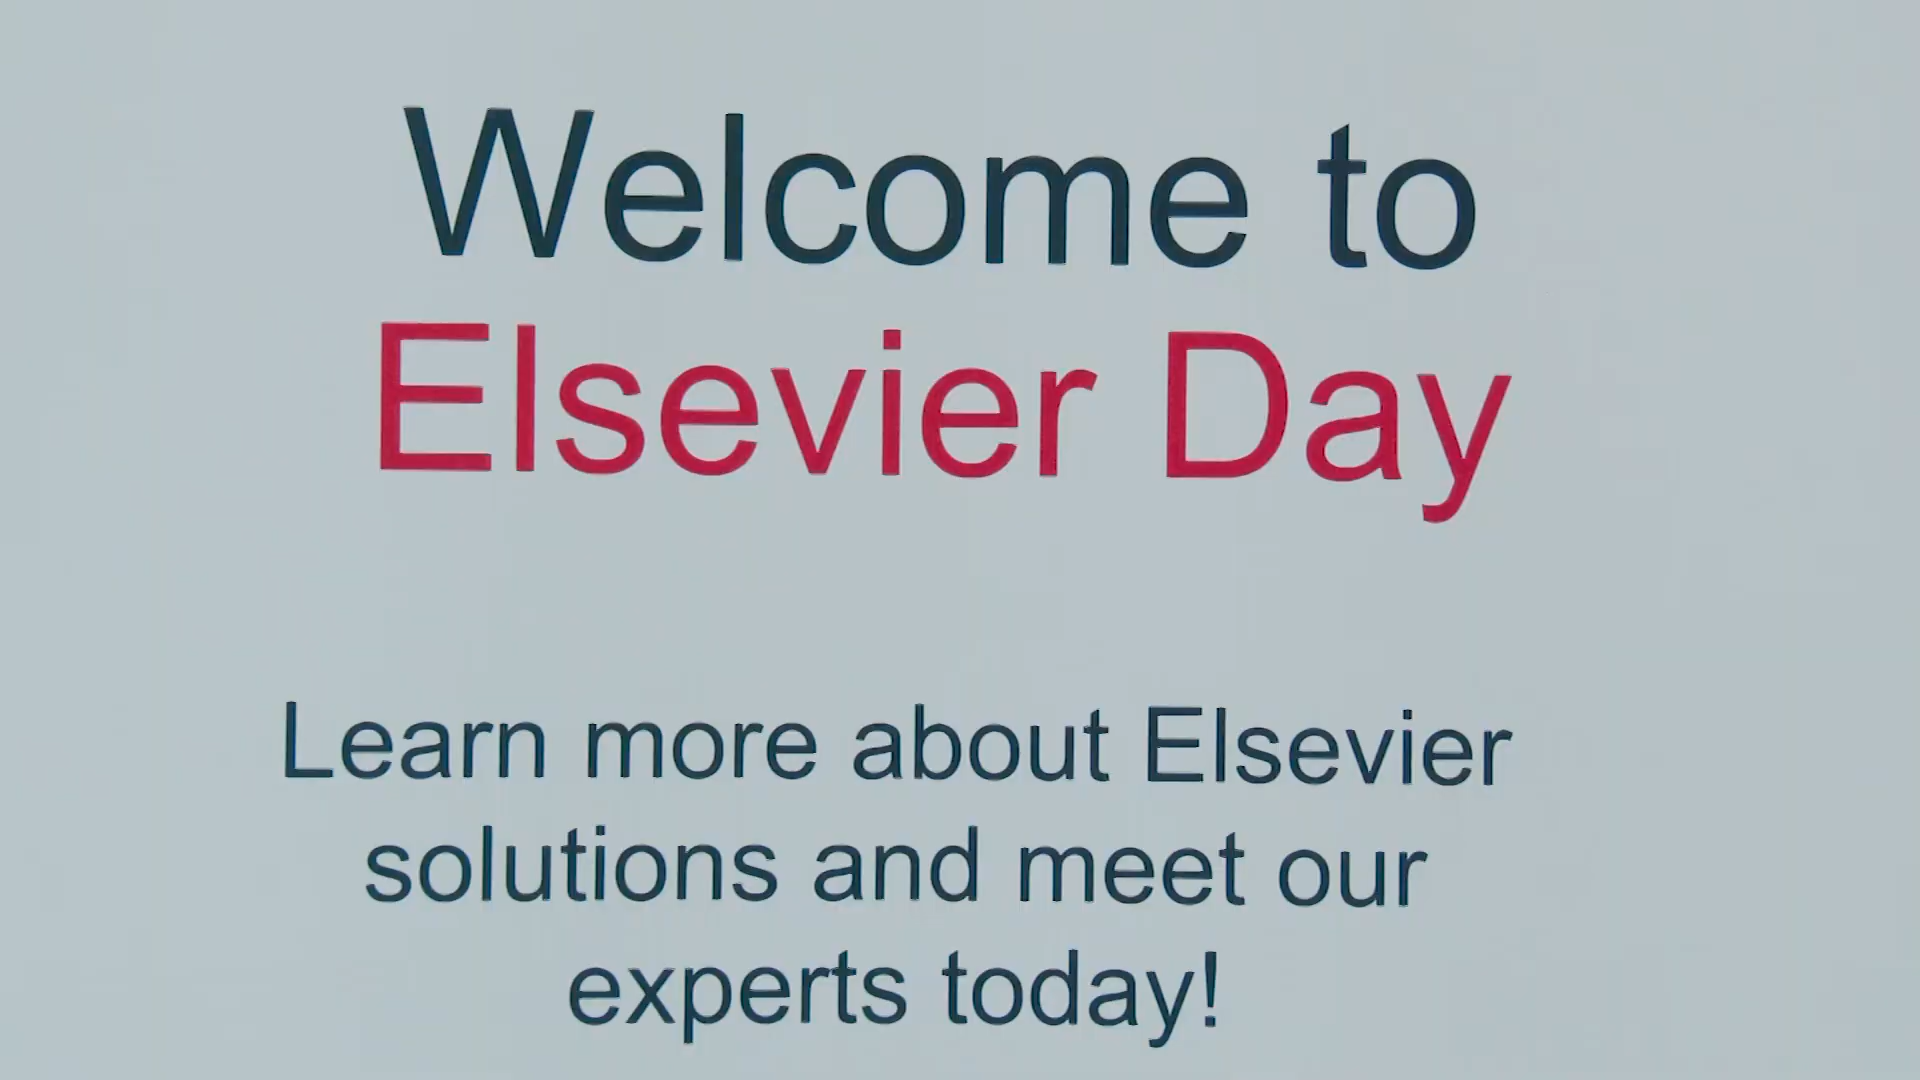 Welcome to
Elsevier Day
Learn more about Elsevier
solutions and meet our
experts today!